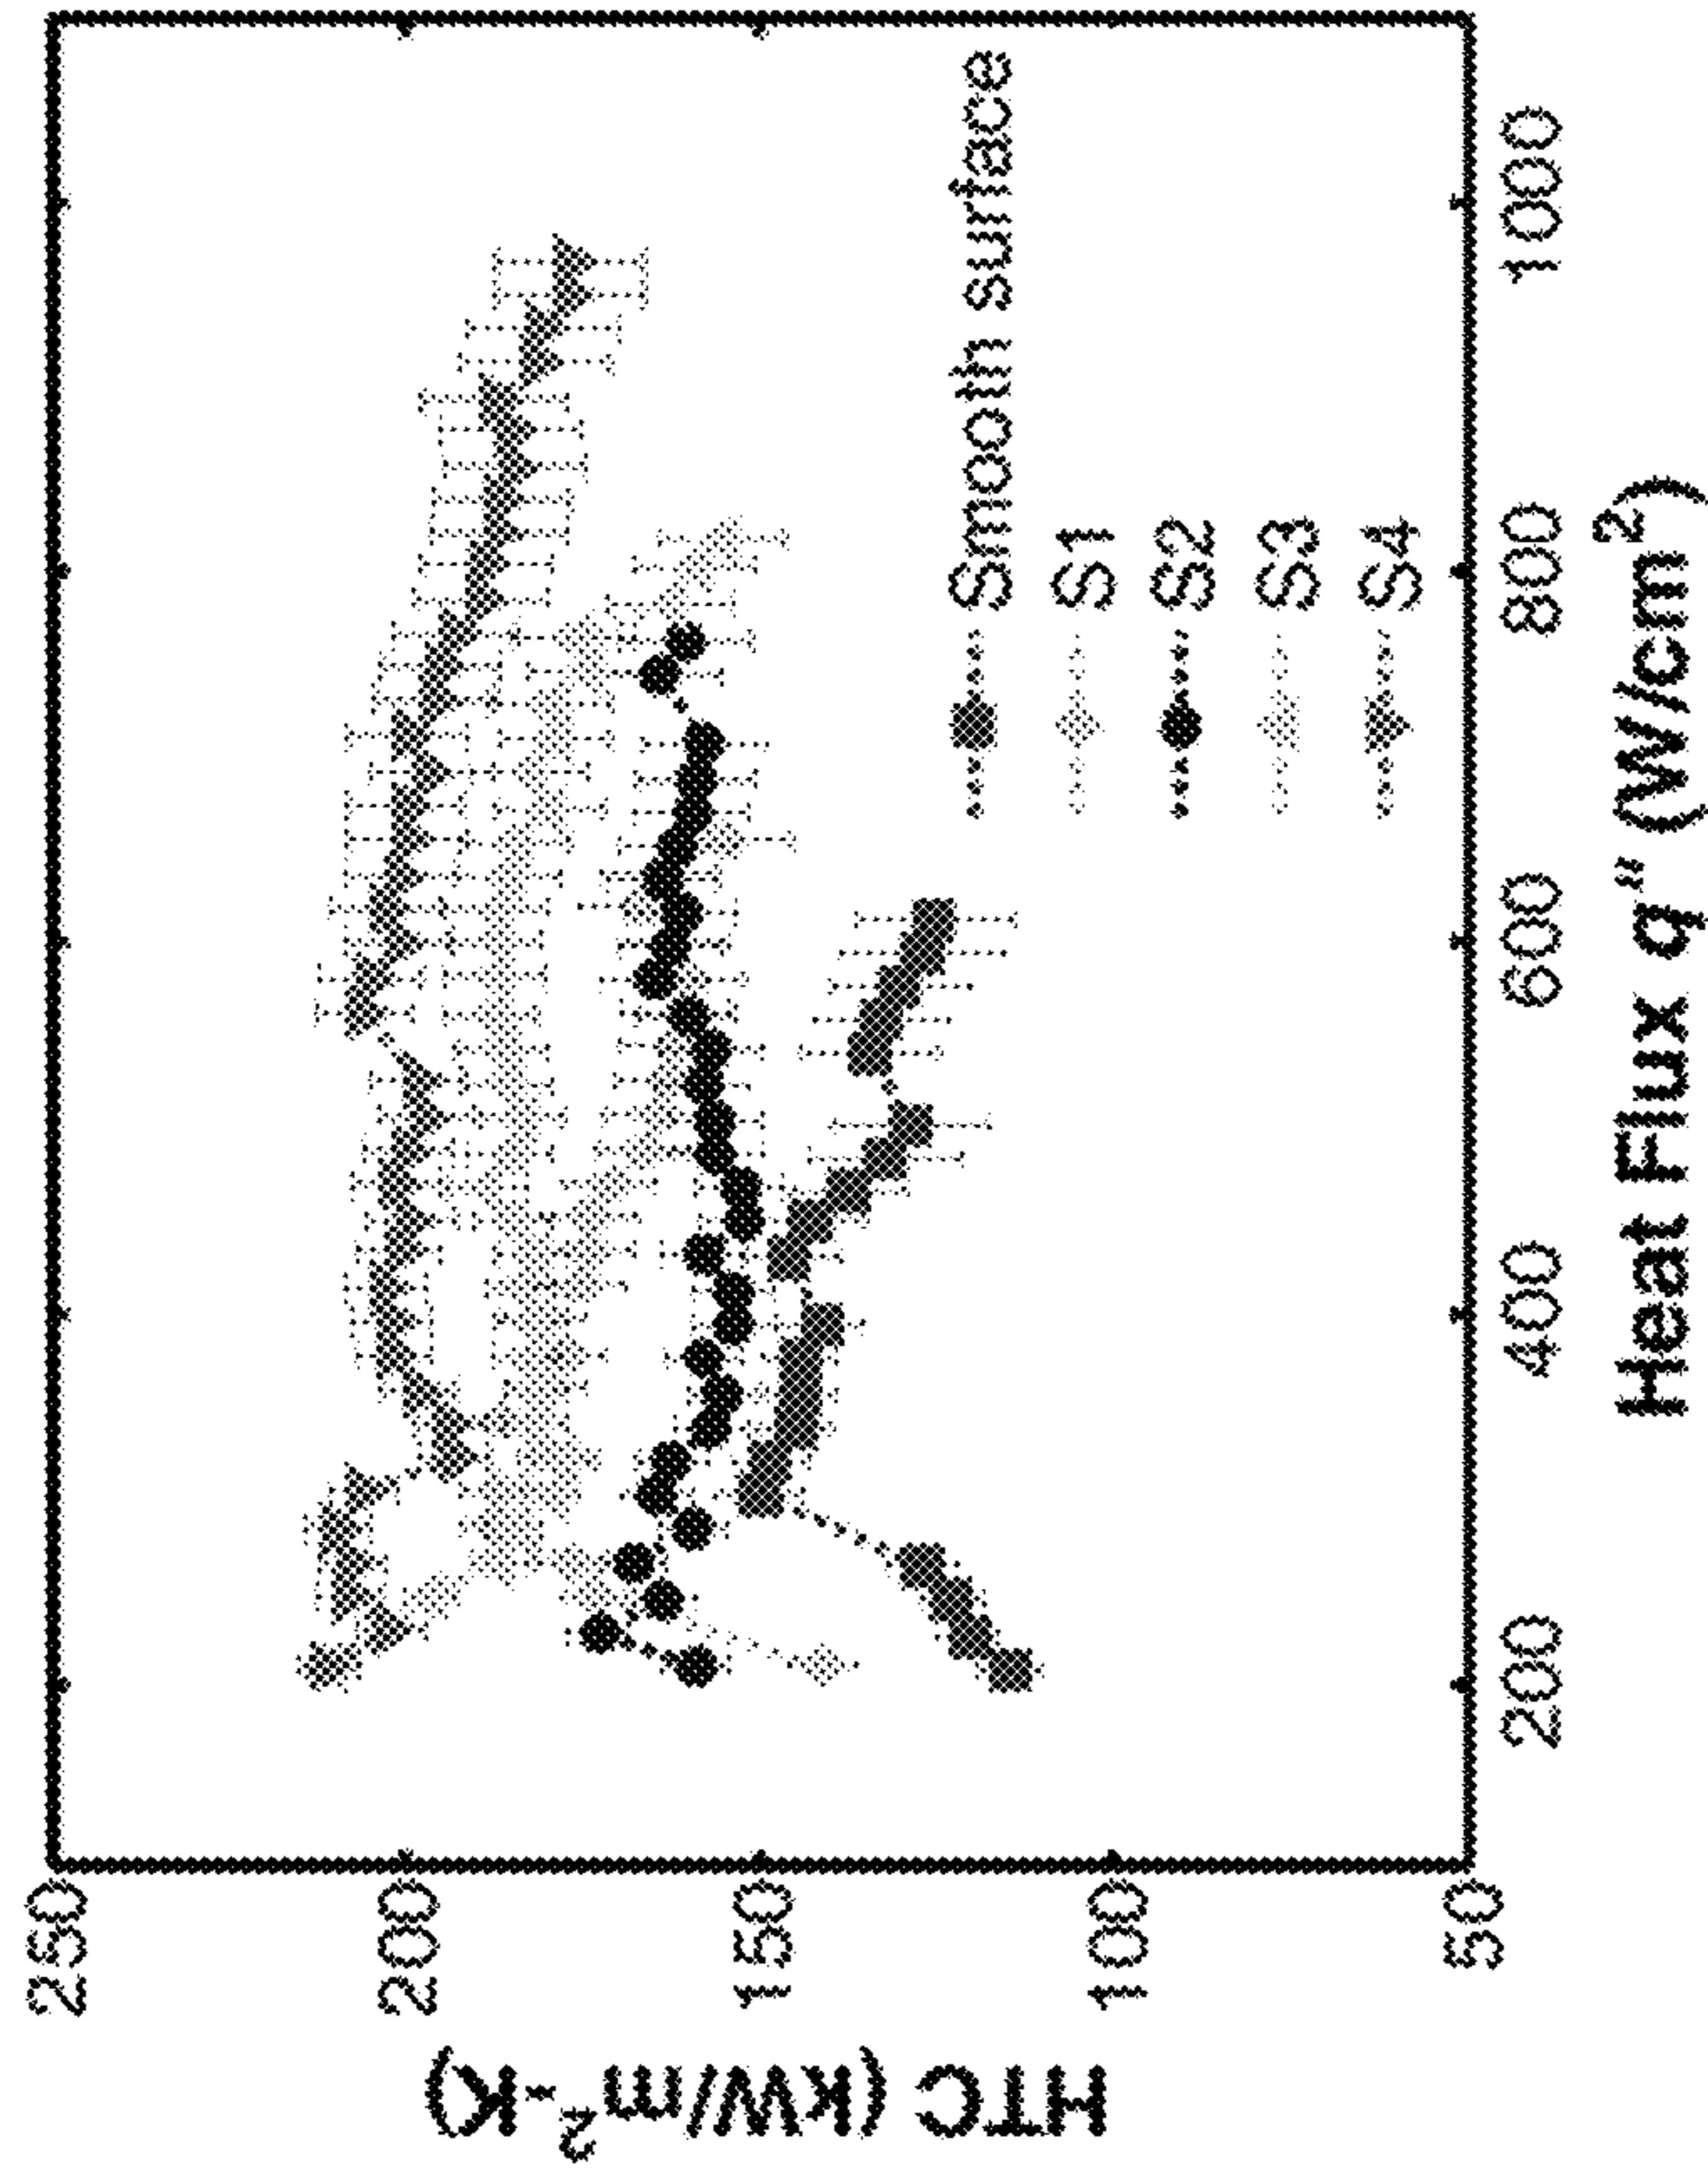 HTC (kW/m²-K)
250
200
150
100
50
Smooth surface
S1
S2
S3
S4
200
400
600
800
1000
Heat Flux q" (W/cm²)